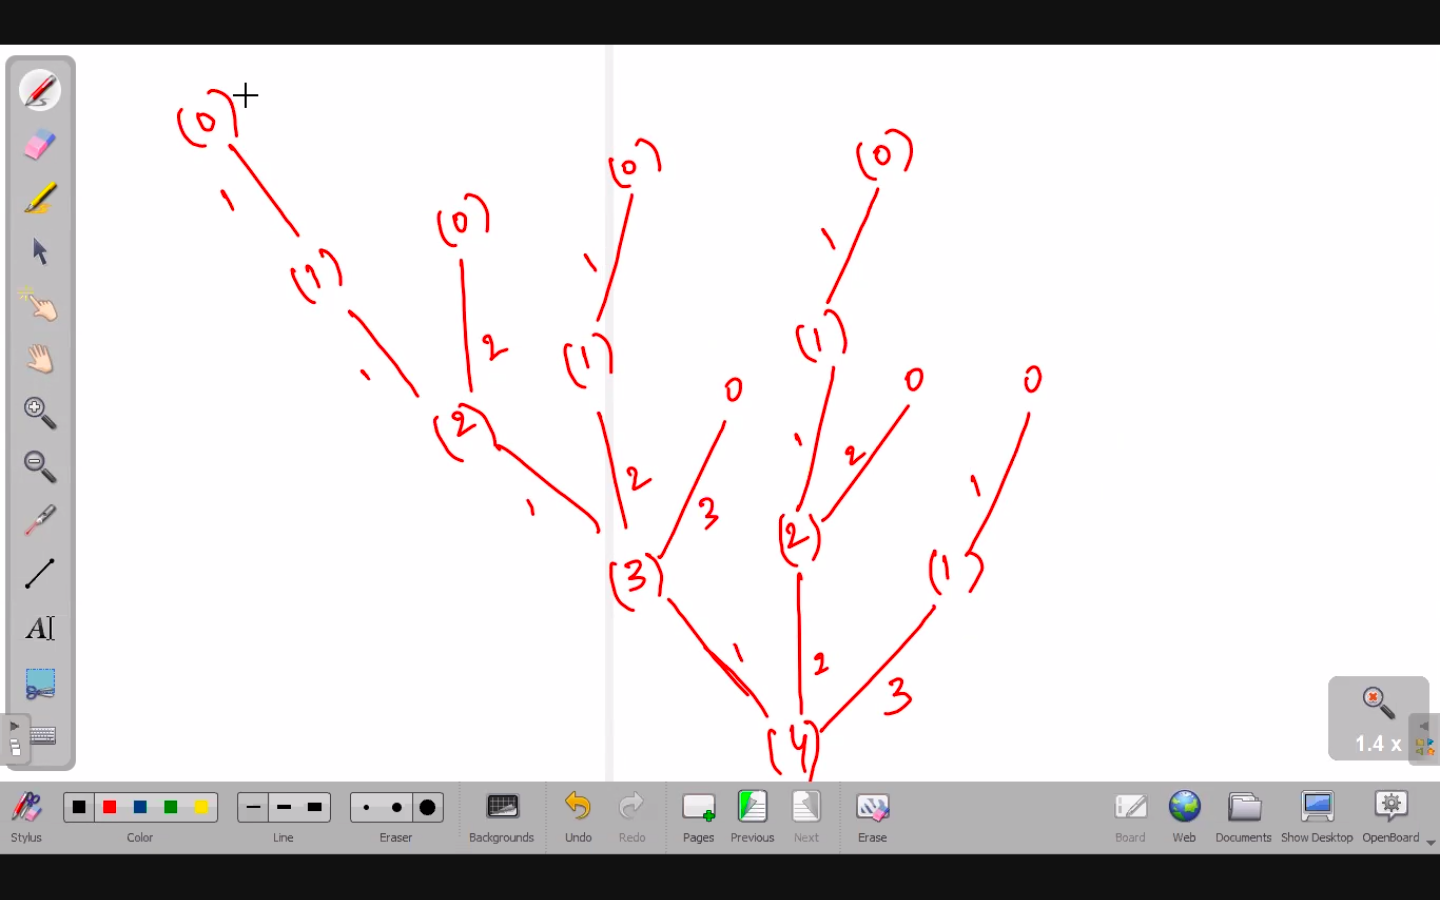 (0)
(0)
(0)
1
(0)
1
1
(1)
(1)
(1)
2
1
0
0
0
(2)
1
2
2
1
1
3
(2)
(3)
(1)
1
2
3
(4)
AI
1.4 x
Stylus
Color
Line
Eraser
Backgrounds
Undo
Redo
Pages
Previous
Next
Erase
Board
Web
Documents
Show Desktop
OpenBoard